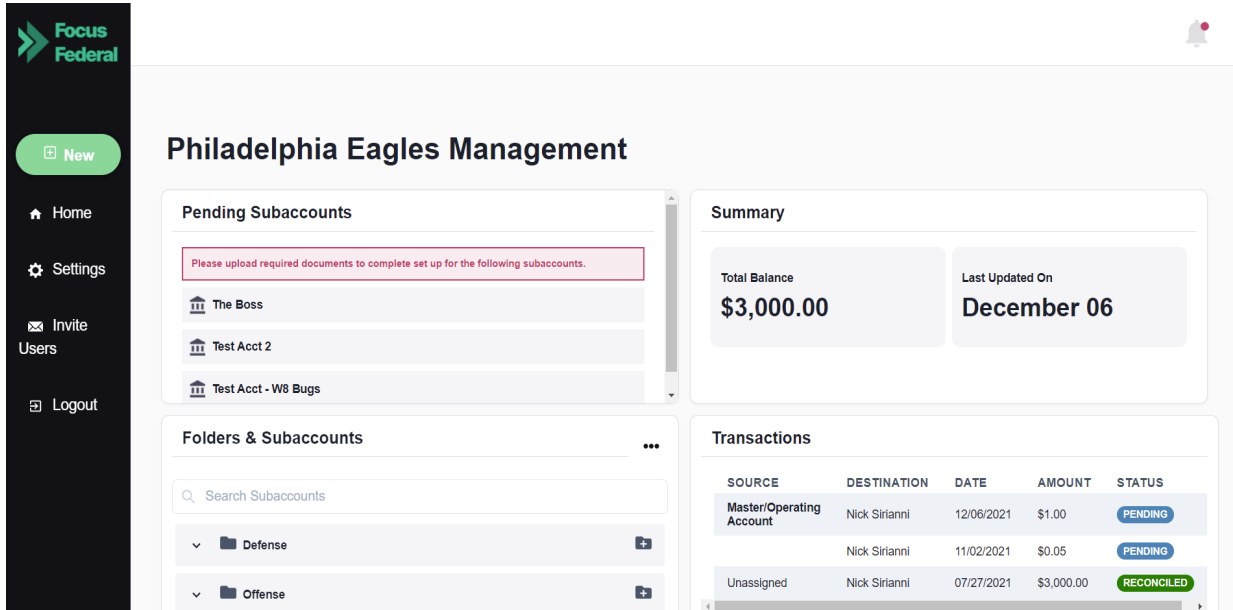 Focus
Federal
New
Home
Settings
Invite
Users
Logout
Philadelphia Eagles Management
Pending Subaccounts
Please upload required documents to complete set up for the following subaccounts.
The Boss
Test Acct 2
Test Acct - W8 Bugs
Summary
Total Balance
$3,000.00
Last Updated On
December 06
Folders & Subaccounts
Search Subaccounts
Defense
Offense
Transactions
SOURCE DESTINATION DATE AMOUNT STATUS
Master/Operating
Account Nick Sirianni 12/06/2021 $1.00 PENDING
Nick Sirianni 11/02/2021 $0.05 PENDING
Unassigned Nick Sirianni 07/27/2021 $3,000.00 RECONCILED